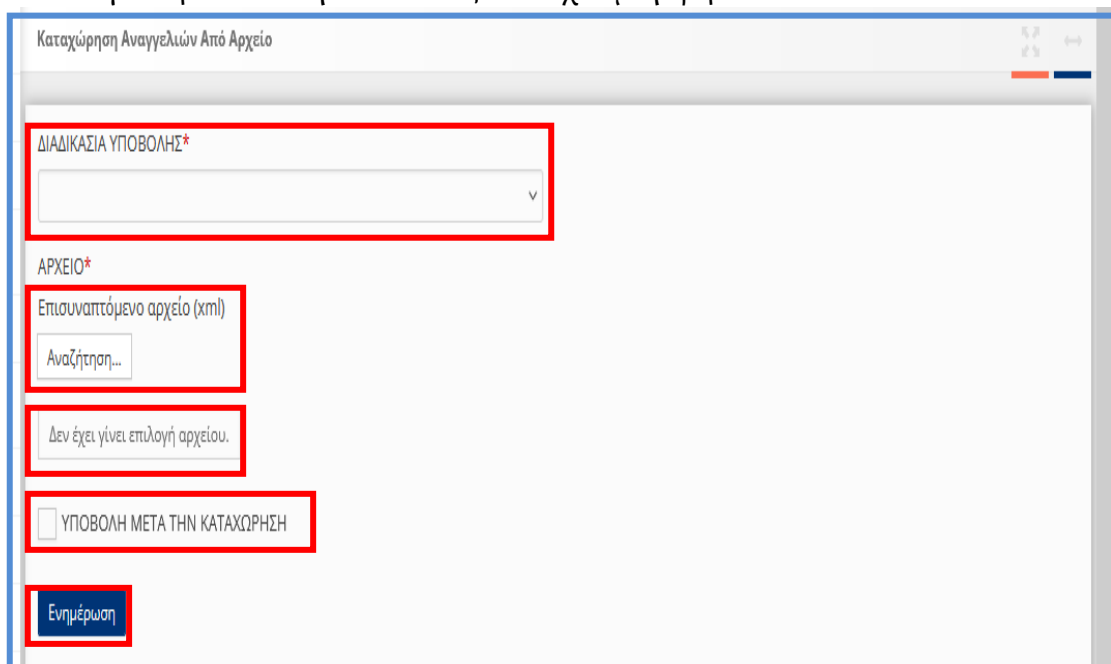 Καταχώρηση Αναγγελιών Από Αρχείο
ΔΙΑΔΙΚΑΣΙΑ ΥΠΟΒΟΛΗΣ*
ΑΡΧΕΙΟ*
Επισυναπτόμενο αρχείο (xml)
Αναζήτηση...
Δεν έχει γίνει επιλογή αρχείου.
ΥΠΟΒΟΛΗ ΜΕΤΑ ΤΗΝ ΚΑΤΑΧΩΡΗΣΗ
Ενημέρωση